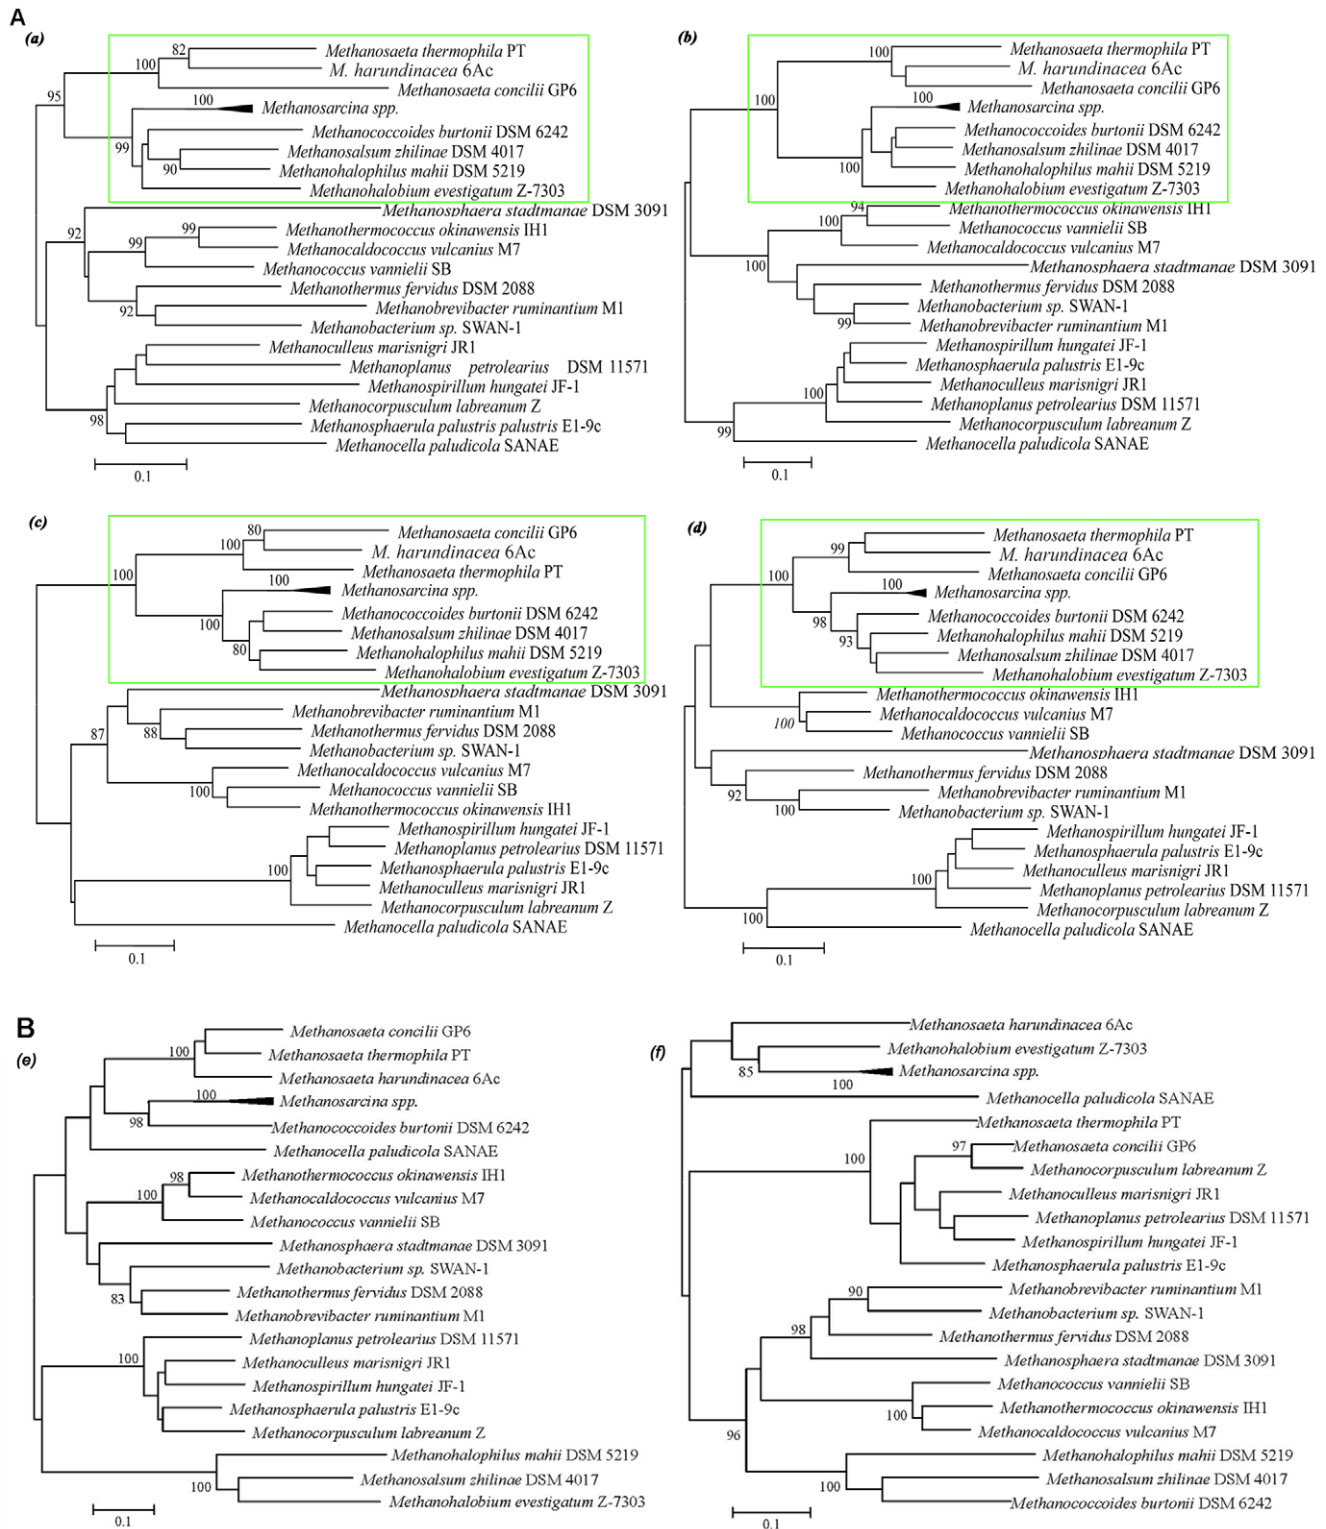 A
(a)
82
Methanosaeta thermophila PT
100
M. harundinacea 6Ac
Methanosaeta concilii GP6
95
100
Methanosarcina spp.
Methanococcoides burtonii DSM 6242
99
Methanosalsum zhilinae DSM 4017
90
Methanohalophilus mahii DSM 5219
Methanohalobium evestigatum Z-7303
Methanosphaera stadtmanae DSM 3091
92
99
Methanothermococcus okinawensis IH1
99
Methanocaldococcus vulcanius M7
Methanococcus vannielii SB
Methanothermus fervidus DSM 2088
92
Methanobrevibacter ruminantium M1
Methanobacterium sp. SWAN-1
Methanoculleus marisnigri JR1
Methanoplanus petrolearius DSM 11571
Methanospirillum hungatei JF-1
Methanocorpusculum labreanum Z
98
Methanosphaerula palustris palustris E1-9c
Methanocella paludicola SANAE
0.1
(b)
100
Methanosaeta thermophila PT
M. harundinacea 6Ac
Methanosaeta concilii GP6
100
100
Methanosarcina spp.
Methanococcoides burtonii DSM 6242
Methanosalsum zhilinae DSM 4017
100
Methanohalophilus mahii DSM 5219
Methanohalobium evestigatum Z-7303
94
Methanothermococcus okinawensis IH1
100
Methanococcus vannielii SB
Methanocaldococcus vulcanius M7
100
Methanosphaera stadtmanae DSM 3091
Methanothermus fervidus DSM 2088
Methanobacterium sp. SWAN-1
99
Methanobrevibacter ruminantium M1
Methanospirillum hungatei JF-1
Methanosphaerula palustris E1-9c
100
Methanoculleus marisnigri JR1
Methanoplanus petrolearius DSM 11571
Methanocorpusculum labreanum Z
99
Methanocella paludicola SANAE
0.1
(c)
80
Methanosaeta concilii GP6
100
M. harundinacea 6Ac
Methanosaeta thermophila PT
100
100
Methanosarcina spp.
100
Methanococcoides burtonii DSM 6242
Methanosalsum zhilinae DSM 4017
80
Methanohalophilus mahii DSM 5219
Methanohalobium evestigatum Z-7303
Methanosphaera stadtmanae DSM 3091
Methanobrevibacter ruminantium M1
87
88
Methanothermus fervidus DSM 2088
Methanobacterium sp. SWAN-1
Methanocaldococcus vulcanius M7
100
Methanococcus vannielii SB
Methanothermococcus okinawensis IH1
Methanospirillum hungatei JF-1
Methanoplanus petrolearius DSM 11571
100
Methanosphaerula palustris E1-9c
Methanoculleus marisnigri JR1
Methanocorpusculum labreanum Z
Methanocella paludicola SANAE
0.1
(d)
Methanosaeta thermophila PT
99
M. harundinacea 6Ac
100
Methanosaeta concilii GP6
100
Methanosarcina spp.
98
Methanococcoides burtonii DSM 6242
93
Methanohalophilus mahii DSM 5219
Methanosalsum zhilinae DSM 4017
Methanohalobium evestigatum Z-7303
Methanothermococcus okinawensis IH1
100
Methanocaldococcus vulcanius M7
Methanococcus vannielii SB
Methanosphaera stadtmanae DSM 3091
Methanothermus fervidus DSM 2088
92
Methanobrevibacter ruminantium M1
100
Methanobacterium sp. SWAN-1
Methanospirillum hungatei JF-1
Methanosphaerula palustris E1-9c
100
Methanoculleus marisnigri JR1
Methanoplanus petrolearius DSM 11571
Methanocorpusculum labreanum Z
100
Methanocella paludicola SANAE
0.1
B
(e)
Methanosaeta concilii GP6
100
Methanosaeta thermophila PT
Methanosaeta harundinacea 6Ac
100
Methanosarcina spp.
98
Methanococcoides burtonii DSM 6242
Methanocella paludicola SANAE
98
Methanothermococcus okinawensis IH1
100
Methanocaldococcus vulcanius M7
Methanococcus vannielii SB
Methanosphaera stadtmanae DSM 3091
Methanobacterium sp. SWAN-1
83
Methanothermus fervidus DSM 2088
Methanobrevibacter ruminantium M1
Methanoplanus petrolearius DSM 11571
100
Methanoculleus marisnigri JR1
Methanospirillum hungatei JF-1
Methanosphaerula palustris E1-9c
Methanocorpusculum labreanum Z
Methanohalophilus mahii DSM 5219
100
Methanosalsum zhilinae DSM 4017
Methanohalobium evestigatum Z-7303
0.1
(f)
Methanosaeta harundinacea 6Ac
Methanohalobium evestigatum Z-7303
85
Methanosarcina spp.
100
Methanocella paludicola SANAE
Methanosaeta thermophila PT
97
Methanosaeta concilii GP6
100
Methanocorpusculum labreanum Z
Methanoculleus marisnigri JR1
Methanoplanus petrolearius DSM 11571
Methanospirillum hungatei JF-1
Methanosphaerula palustris E1-9c
90
Methanobrevibacter ruminantium M1
Methanobacterium sp. SWAN-1
98
Methanothermus fervidus DSM 2088
Methanosphaera stadtmanae DSM 3091
Methanococcus vannielii SB
100
Methanothermococcus okinawensis IH1
Methanocaldococcus vulcanius M7
96
Methanohalophilus mahii DSM 5219
100
Methanosalsum zhilinae DSM 4017
Methanococcoides burtonii DSM 6242
0.1